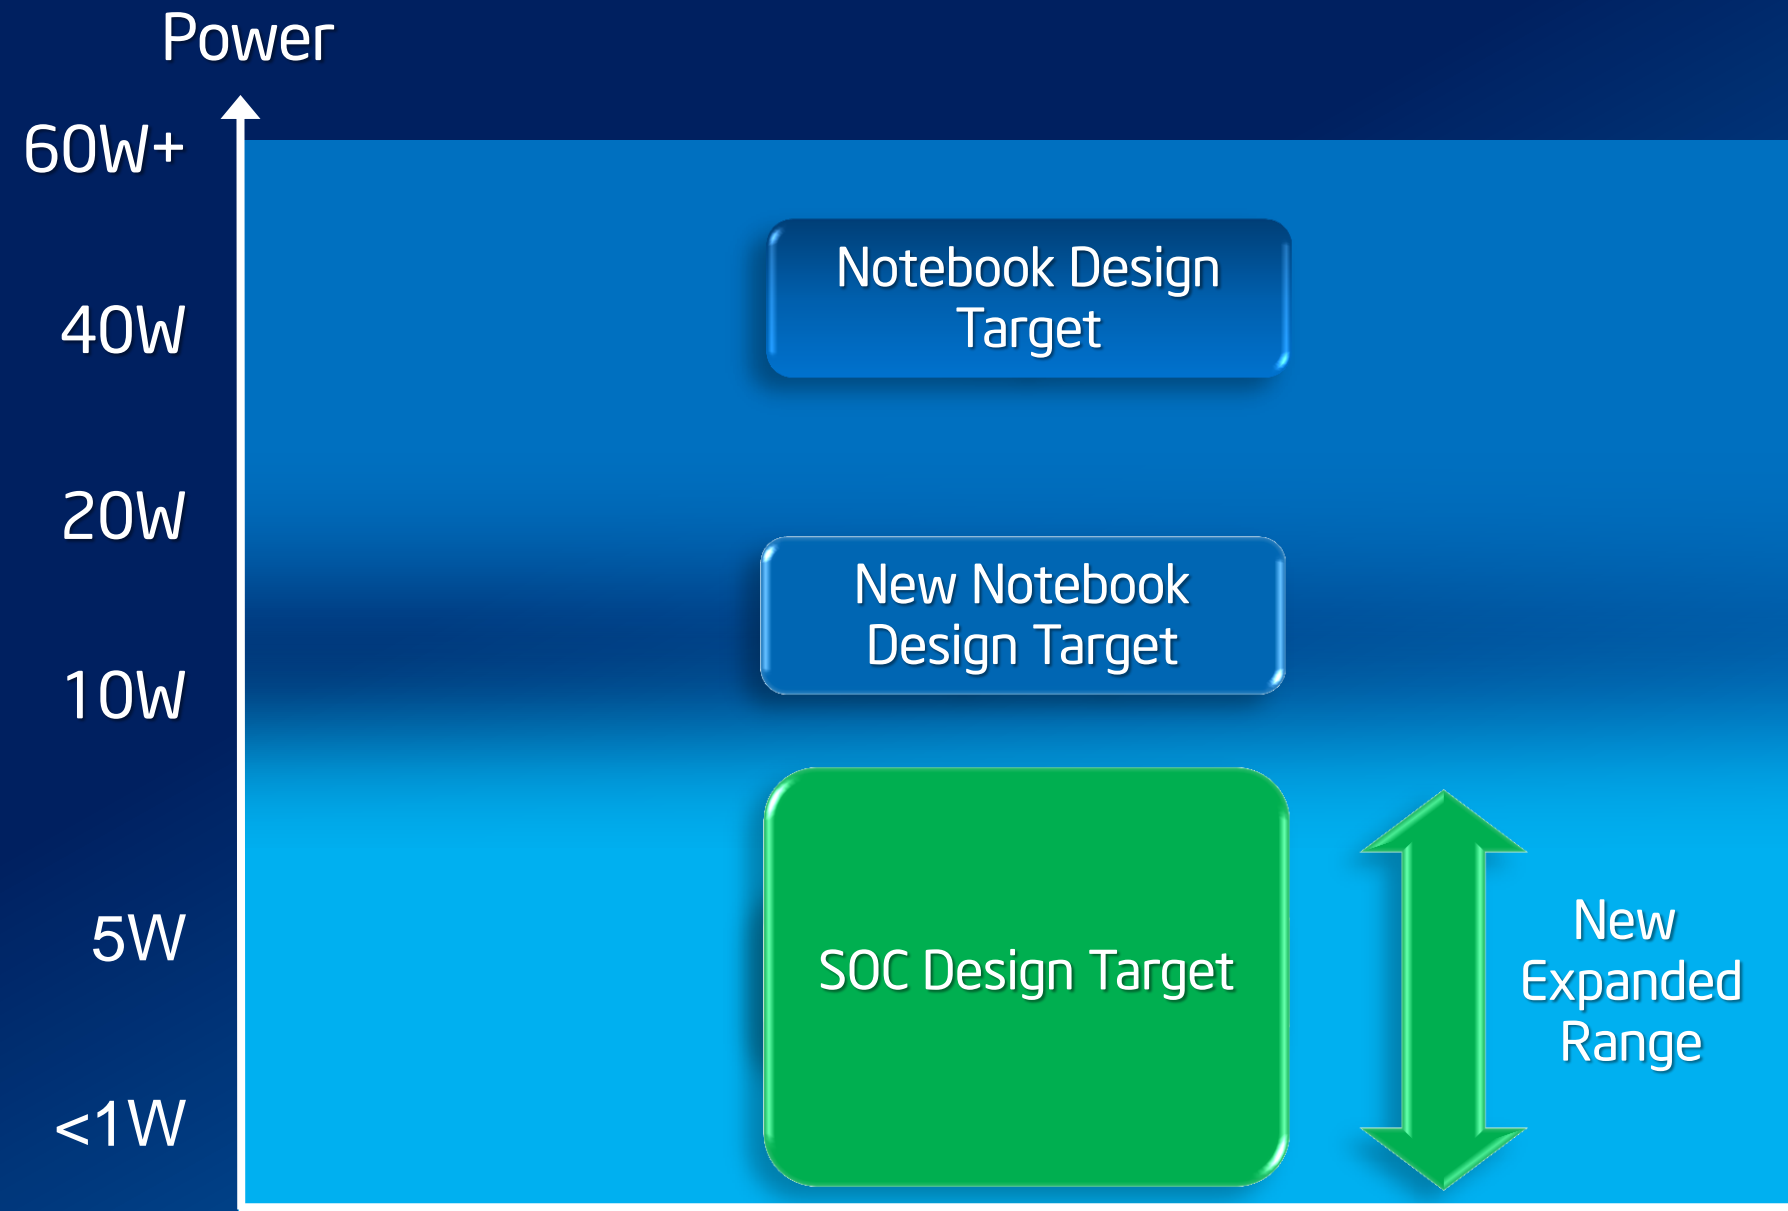 Power
60W+
40W
20W
10W
5W
<1W
Notebook Design
Target
New Notebook
Design Target
SOC Design Target
New
Expanded
Range